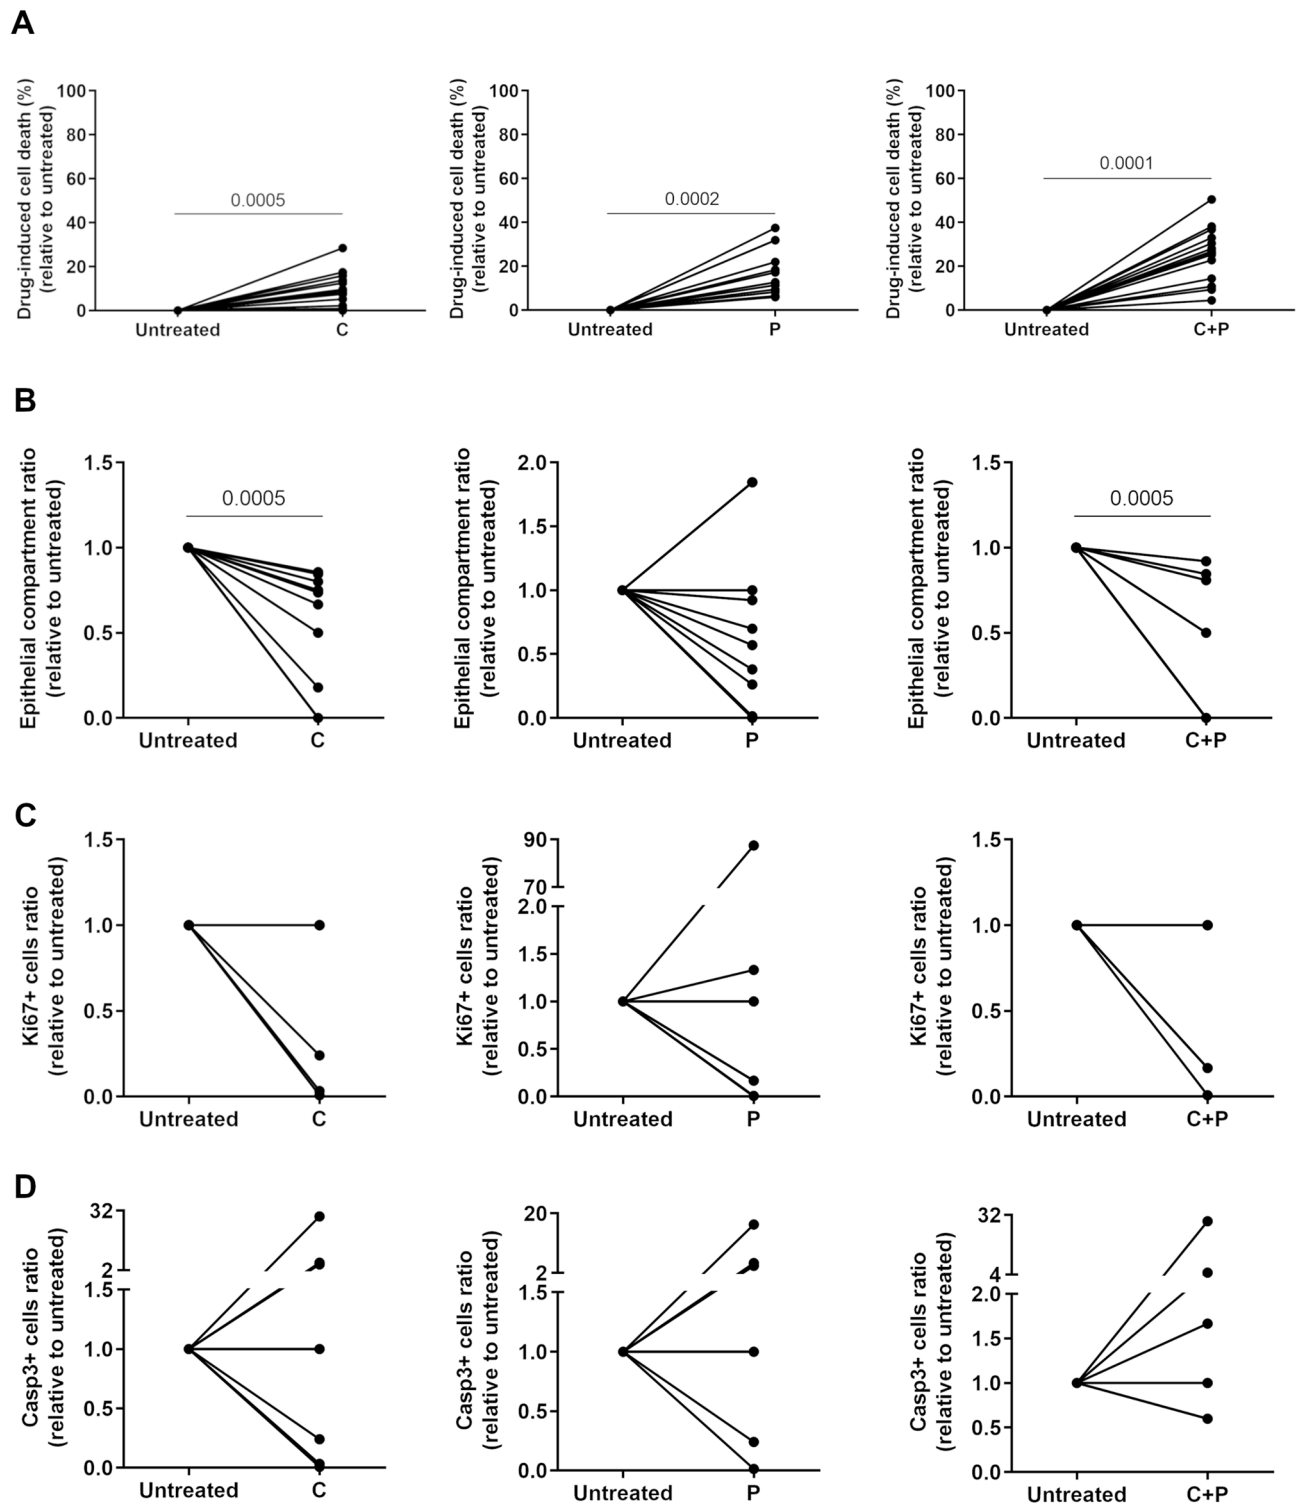 A
Drug-induced cell death (%)
(relative to untreated)
100
80
60
40
20
0
0.0005
Untreated
C
Drug-induced cell death (%)
(relative to untreated)
100
80
60
40
20
0
0.0002
Untreated
P
Drug-induced cell death (%)
(relative to untreated)
100
80
60
40
20
0
0.0001
Untreated
C+P
B
Epithelial compartment ratio
(relative to untreated)
1.5
1.0
0.5
0.0
0.0005
Untreated
C
Epithelial compartment ratio
(relative to untreated)
2.0
1.5
1.0
0.5
0.0
Untreated
P
Epithelial compartment ratio
(relative to untreated)
1.5
1.0
0.5
0.0
0.0005
Untreated
C+P
C
Ki67+ cells ratio
(relative to untreated)
1.5
1.0
0.5
0.0
Untreated
C
Ki67+ cells ratio
(relative to untreated)
90
70
2.0
1.5
1.0
0.5
0.0
Untreated
P
Ki67+ cells ratio
(relative to untreated)
1.5
1.0
0.5
0.0
Untreated
C+P
D
Casp3+ cells ratio
(relative to untreated)
32
2
1.5
1.0
0.5
0.0
Untreated
C
Casp3+ cells ratio
(relative to untreated)
20
2
1.5
1.0
0.5
0.0
Untreated
P
Casp3+ cells ratio
(relative to untreated)
32
4
2.0
1.5
1.0
0.5
0.0
Untreated
C+P